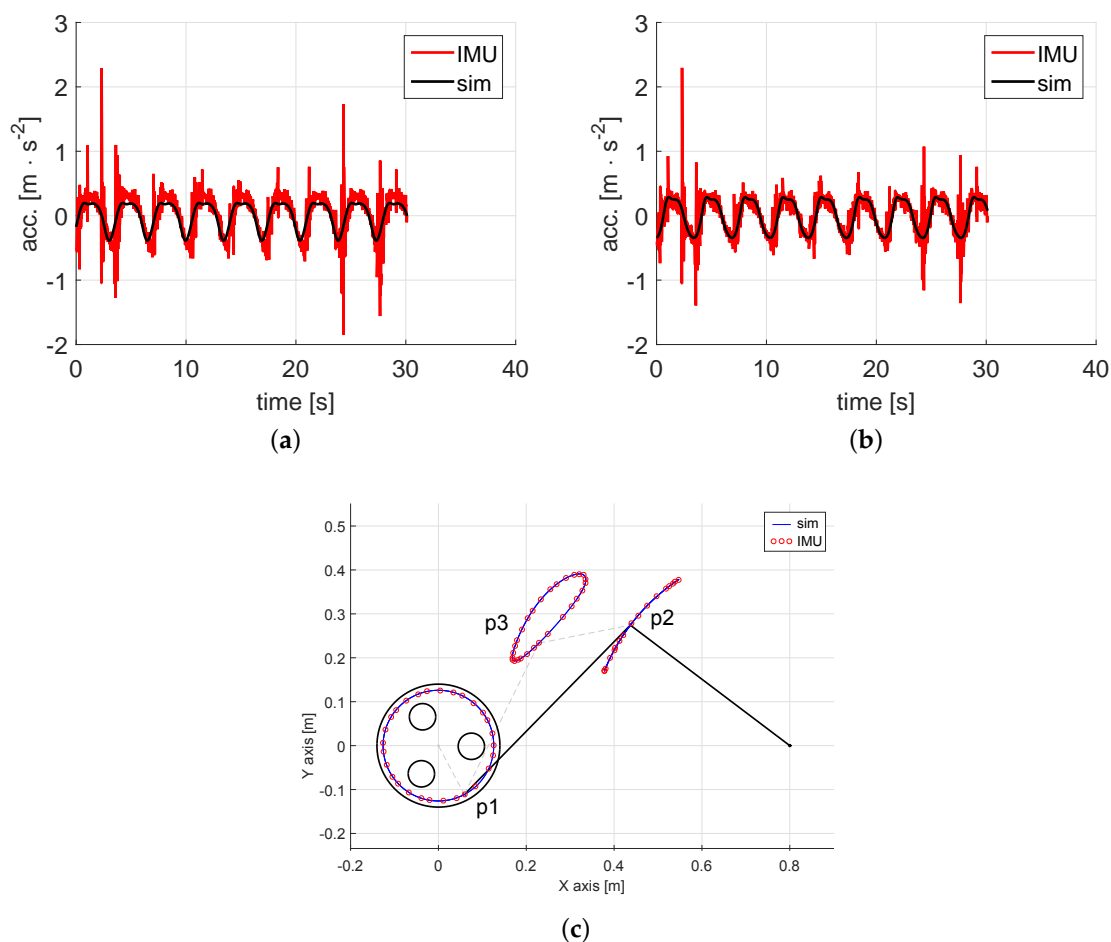 3
2
1
0
-1
-2
acc. [m · s⁻²]
IMU
sim
0 10 20 30 40
time [s]
(a)
3
2
1
0
-1
-2
acc. [m · s⁻²]
IMU
sim
0 10 20 30 40
time [s]
(b)
0.5
0.4
0.3
0.2
0.1
0
-0.1
-0.2
Y axis [m]
sim
IMU
p3
p2
p1
-0.2 0 0.2 0.4 0.6 0.8
X axis [m]
(c)